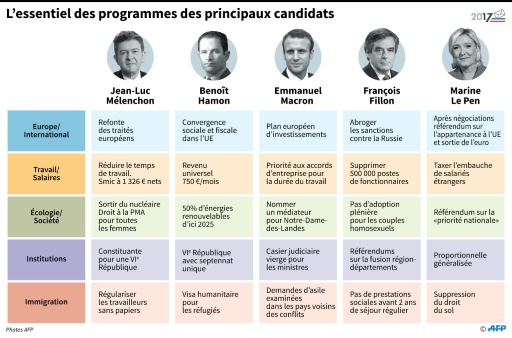 L'essentiel des programmes des principaux candidats
2017
Jean-Luc
Mélenchon
Benoît
Hamon
Emmanuel
Macron
François
Fillon
Marine
Le Pen
Europe/
International
Refonte
des traités
européens
Convergence
sociale et fiscale
dans l'UE
Plan européen
d'investissements
Abroger
les sanctions
contre la Russie
Après négociations
référendum sur
l'appartenance à l'UE
et sortie de l'euro
Travail/
Salaires
Réduire le temps
de travail.
Smic à 1 326 € nets
Revenu
universel
750 €/mois
Priorité aux accords
d'entreprise pour
la durée du travail
Supprimer
500 000 postes
de fonctionnaires
Taxer l'embauche
de salariés
étrangers
Écologie/
Société
Sortir du nucléaire
Droit à la PMA
pour toutes
les femmes
50% d'énergies
renouvelables
d'ici 2025
Nommer
un médiateur
pour Notre-Dame-
des-Landes
Pas d'adoption
plénière
pour les couples
homosexuels
Référendum sur la
«priorité nationale»
Institutions
Constituante
pour une VIe
République
VIe République
avec septennat
unique
Casier judiciaire
vierge pour
les ministres
Référendums
sur la fusion région-
départements
Proportionnelle
généralisée
Immigration
Régulariser
les travailleurs
sans papiers
Visa humanitaire
pour
les réfugiés
Demandes d'asile
examinées
dans les pays voisins
des conflits
Pas de prestations
sociales avant 2 ans
de séjour régulier
Suppression
du droit
du sol
Photos AFP
© AFP